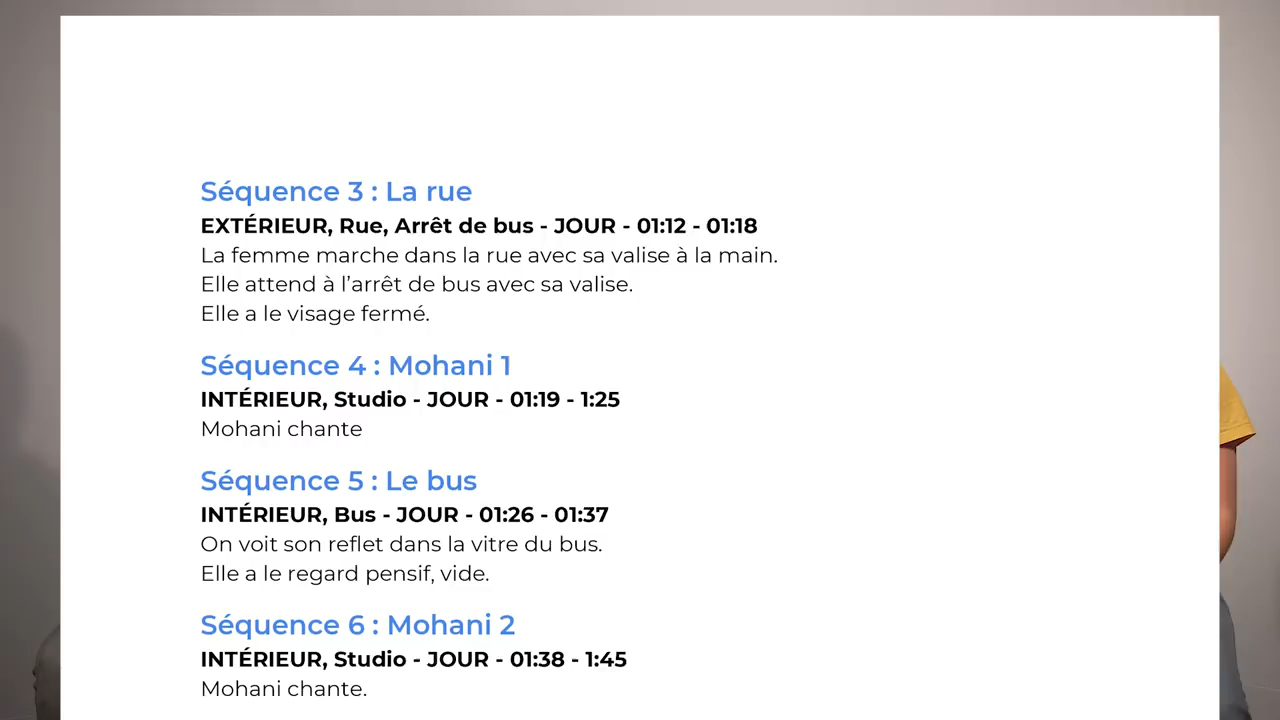 Séquence 3 : La rue
EXTÉRIEUR, Rue, Arrêt de bus - JOUR - 01:12 - 01:18
La femme marche dans la rue avec sa valise à la main.
Elle attend à l’arrêt de bus avec sa valise.
Elle a le visage fermé.
Séquence 4 : Mohani 1
INTÉRIEUR, Studio - JOUR - 01:19 - 1:25
Mohani chante
Séquence 5 : Le bus
INTÉRIEUR, Bus - JOUR - 01:26 - 01:37
On voit son reflet dans la vitre du bus.
Elle a le regard pensif, vide.
Séquence 6 : Mohani 2
INTÉRIEUR, Studio - JOUR - 01:38 - 1:45
Mohani chante.